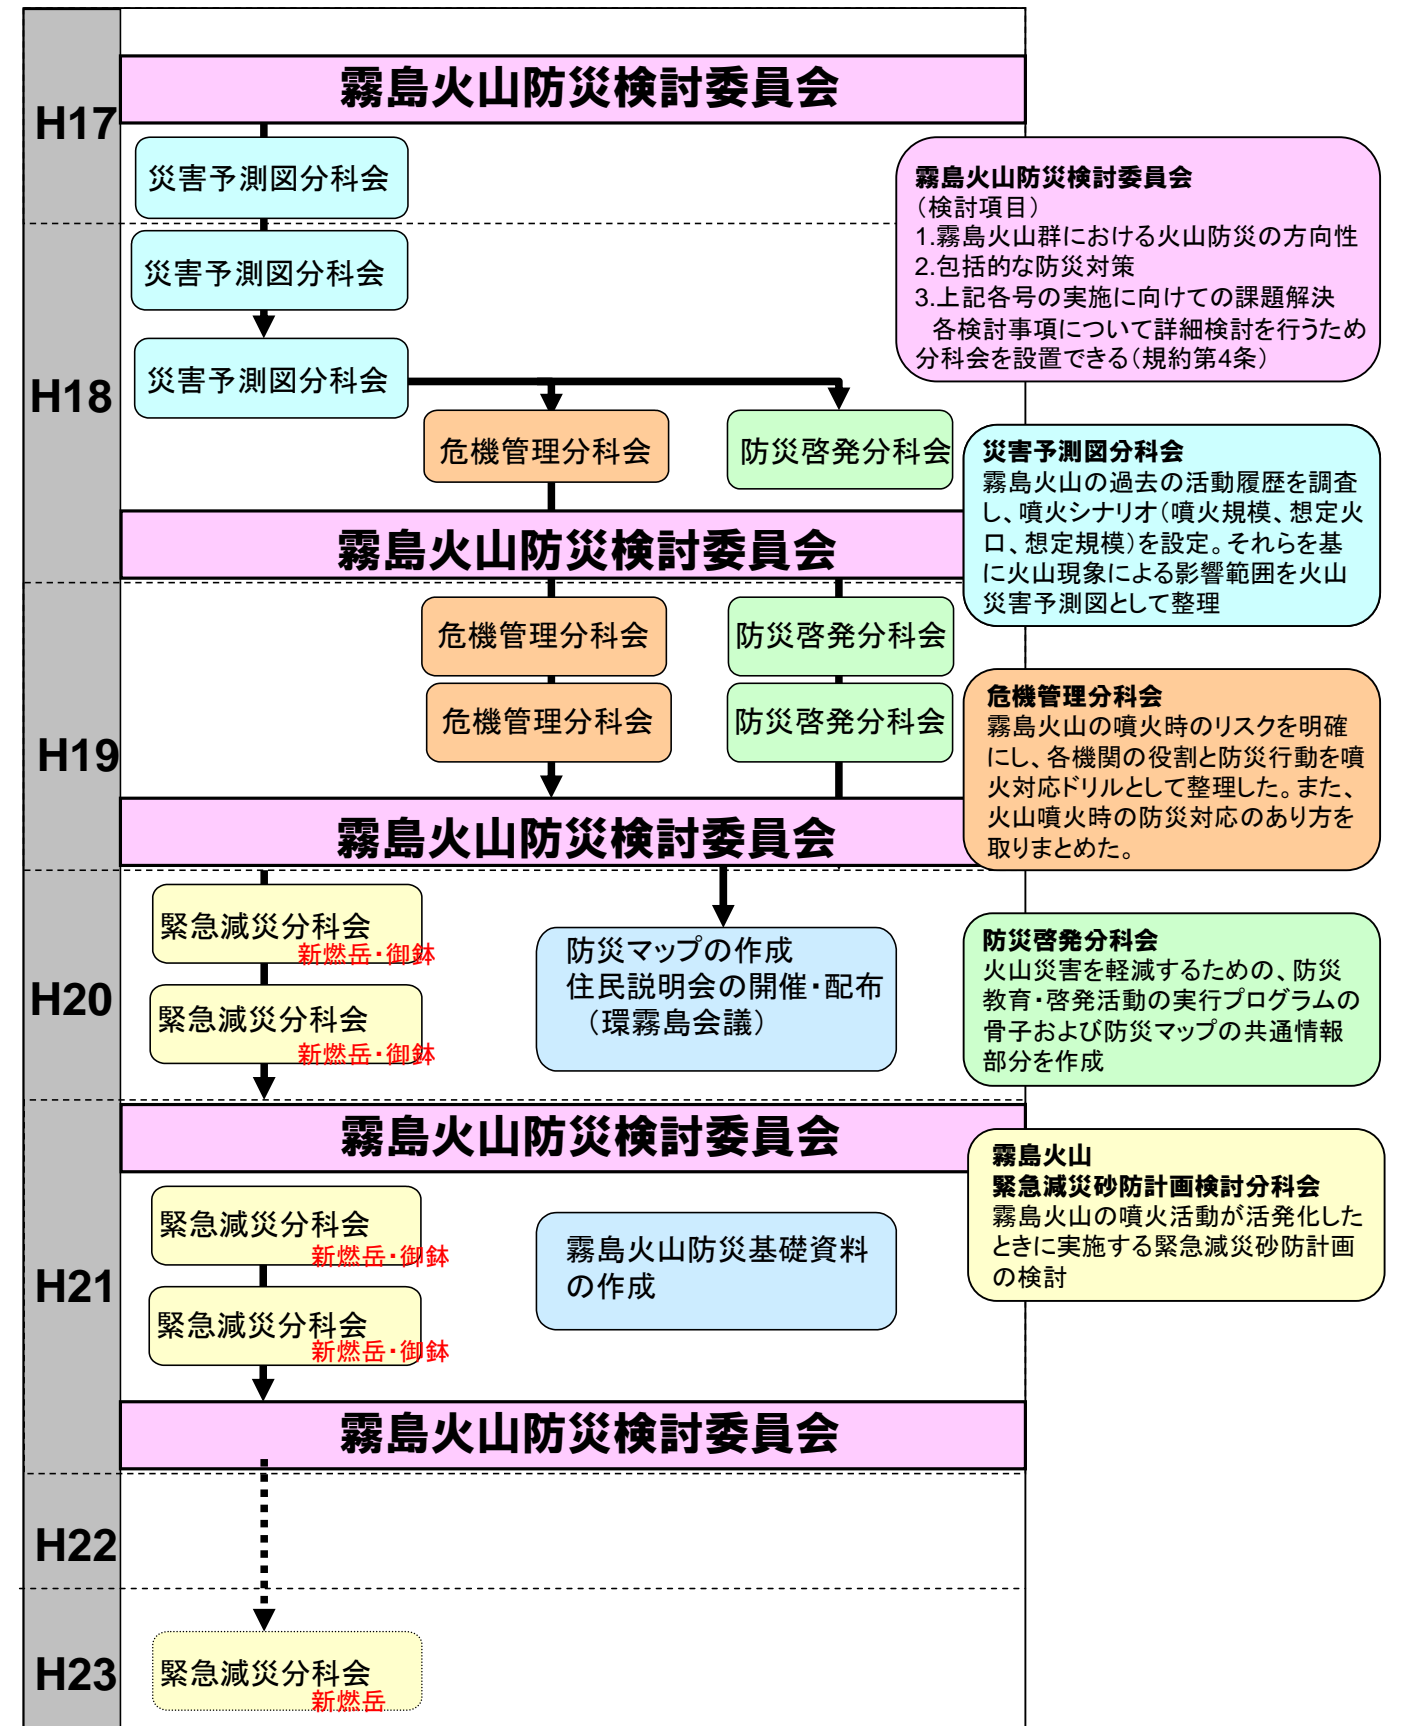 H17
霧島火山防災検討委員会
災害予測図分科会
H18
災害予測図分科会
災害予測図分科会
危機管理分科会
防災啓発分科会
霧島火山防災検討委員会
H19
危機管理分科会
防災啓発分科会
危機管理分科会
防災啓発分科会
霧島火山防災検討委員会
H20
緊急減災分科会
新燃岳・御鉢
緊急減災分科会
新燃岳・御鉢
防災マップの作成
住民説明会の開催・配布
（環霧島会議）
H21
霧島火山防災検討委員会
緊急減災分科会
新燃岳・御鉢
緊急減災分科会
新燃岳・御鉢
霧島火山防災基礎資料
の作成
霧島火山防災検討委員会
H22
H23
緊急減災分科会
新燃岳
霧島火山防災検討委員会
（検討項目）
1.霧島火山群における火山防災の方向性
2.包括的な防災対策
3.上記各号の実施に向けての課題解決
各検討事項について詳細検討を行うため
分科会を設置できる（規約第4条）
災害予測図分科会
霧島火山の過去の活動履歴を調査
し、噴火シナリオ（噴火規模、想定火
口、想定規模）を設定。それらを基
に火山現象による影響範囲を火山
災害予測図として整理
危機管理分科会
霧島火山の噴火時のリスクを明確
にし、各機関の役割と防災行動を噴
火対応ドリルとして整理した。また、
火山噴火時の防災対応のあり方を
取りまとめた。
防災啓発分科会
火山災害を軽減するための、防災
教育・啓発活動の実行プログラムの
骨子および防災マップの共通情報
部分を作成
霧島火山
緊急減災砂防計画検討分科会
霧島火山の噴火活動が活発化した
ときに実施する緊急減災砂防計画
の検討